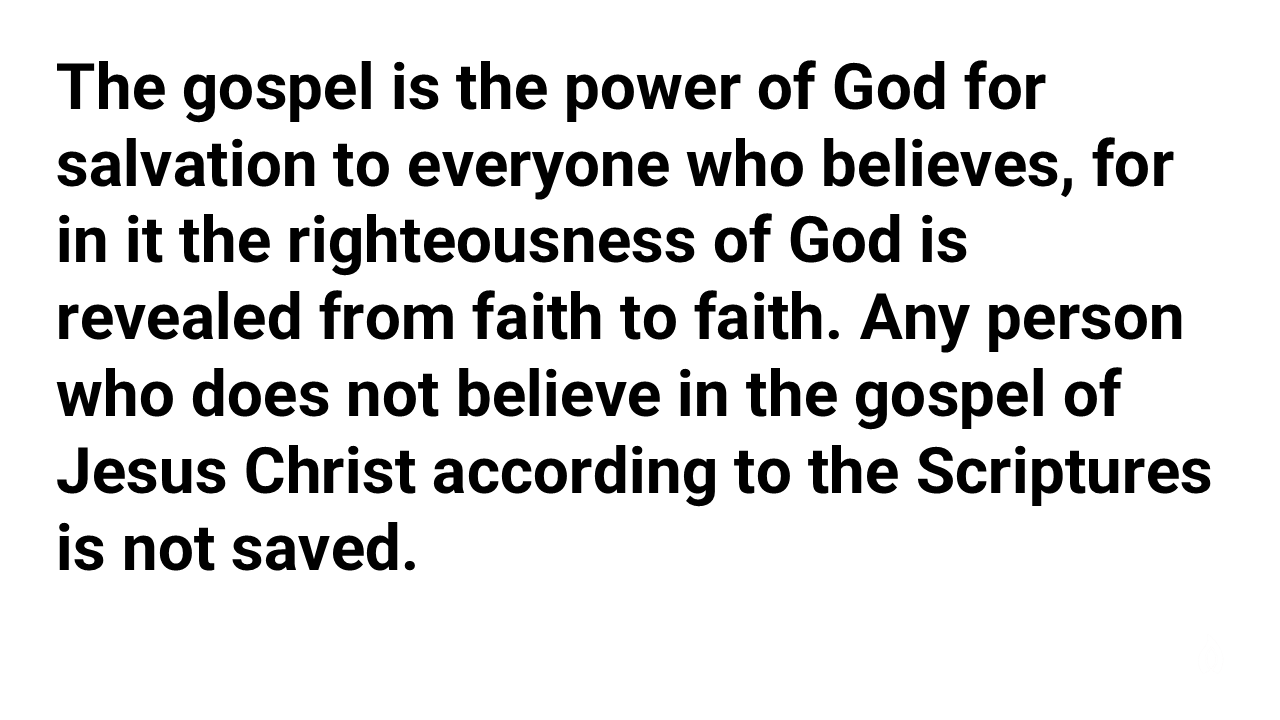 The gospel is the power of God for
salvation to everyone who believes, for
in it the righteousness of God is
revealed from faith to faith. Any person
who does not believe in the gospel of
Jesus Christ according to the Scriptures
is not saved.